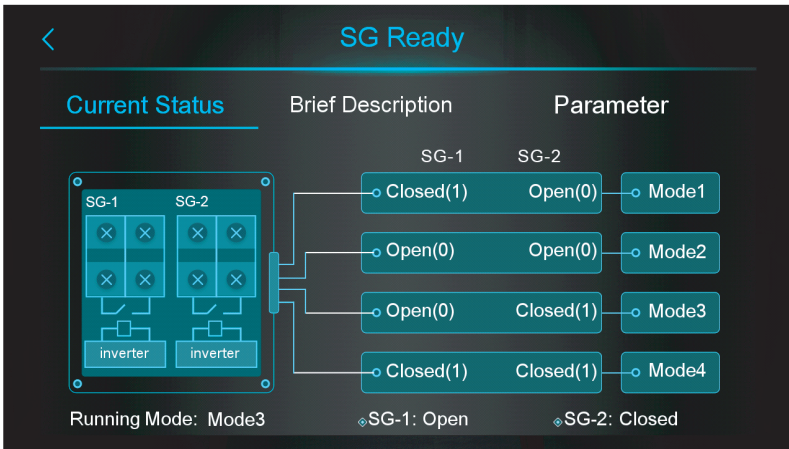 SG Ready
Current Status Brief Description Parameter
SG-1 SG-2
Closed(1) Open(0) Mode1
Open(0) Open(0) Mode2
Open(0) Closed(1) Mode3
Closed(1) Closed(1) Mode4
SG-1 SG-2
inverter inverter
Running Mode: Mode3 SG-1: Open SG-2: Closed